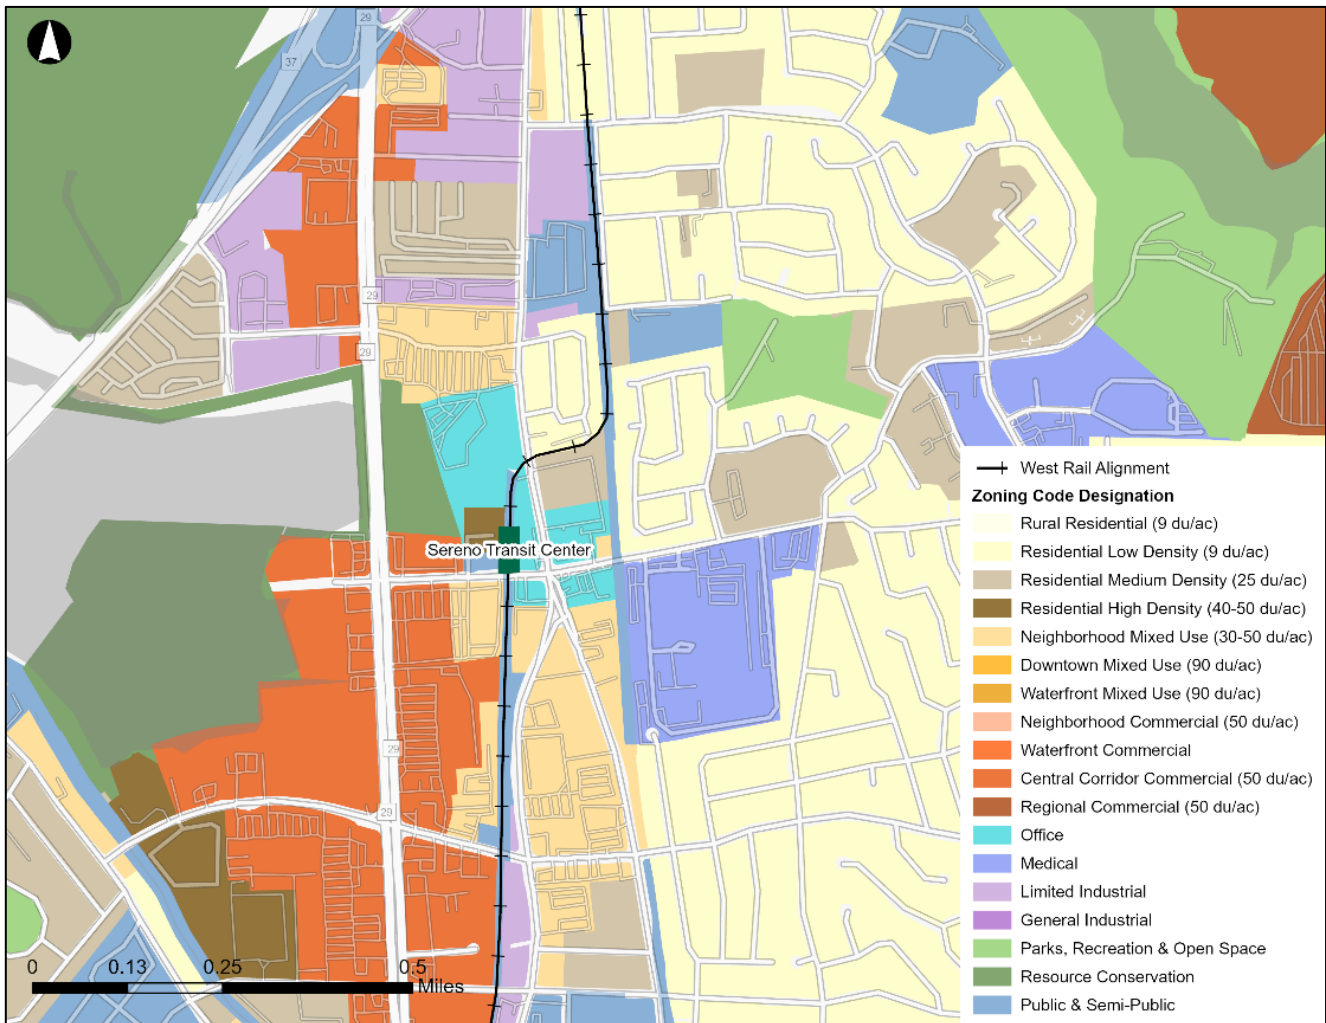 29
37
29
29
Sereno Transit Center
29
29
0 0.13 0.25 0.5
Miles
West Rail Alignment
Zoning Code Designation
Rural Residential (9 du/ac)
Residential Low Density (9 du/ac)
Residential Medium Density (25 du/ac)
Residential High Density (40-50 du/ac)
Neighborhood Mixed Use (30-50 du/ac)
Downtown Mixed Use (90 du/ac)
Waterfront Mixed Use (90 du/ac)
Neighborhood Commercial (50 du/ac)
Waterfront Commercial
Central Corridor Commercial (50 du/ac)
Regional Commercial (50 du/ac)
Office
Medical
Limited Industrial
General Industrial
Parks, Recreation & Open Space
Resource Conservation
Public & Semi-Public